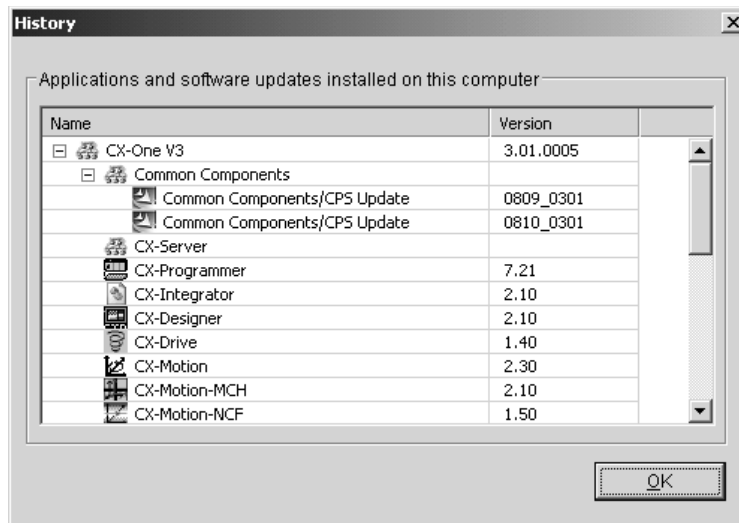 History
Applications and software updates installed on this computer
Name Version
CX-One V3 3.01.0005
Common Components
Common Components/CPS Update 0809_0301
Common Components/CPS Update 0810_0301
CX-Server
CX-Programmer 7.21
CX-Integrator 2.10
CX-Designer 2.10
CX-Drive 1.40
CX-Motion 2.30
CX-Motion-MCH 2.10
CX-Motion-NCF 1.50
OK